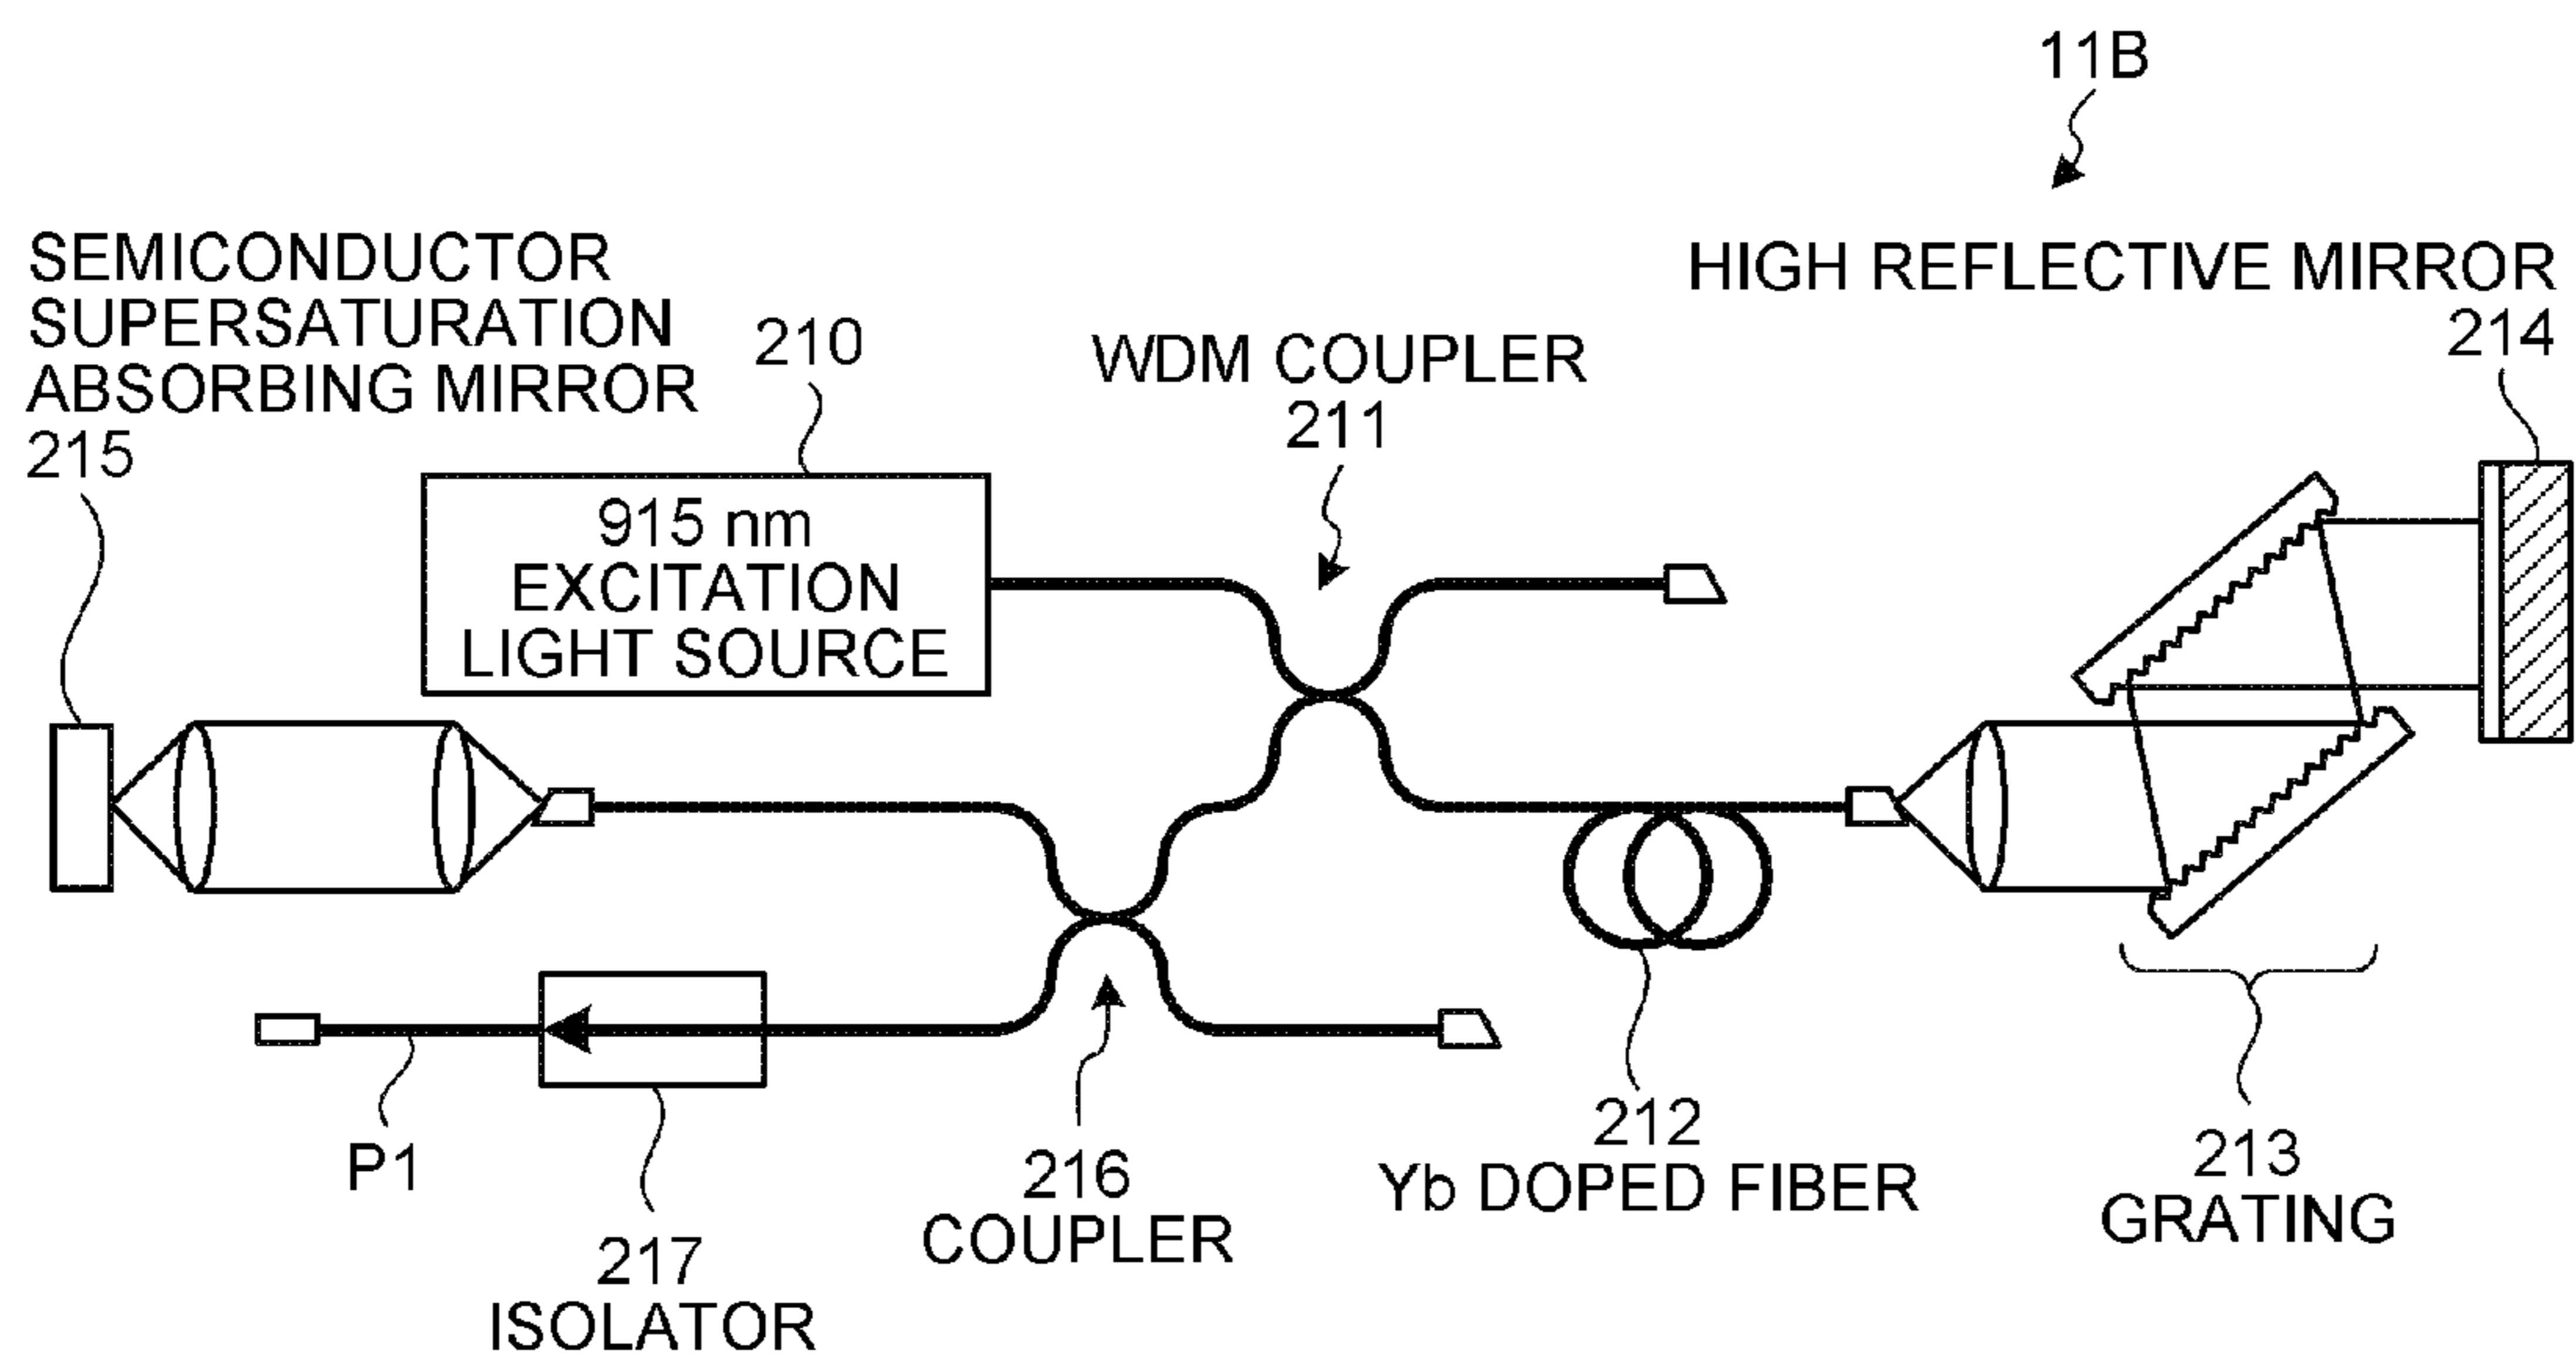 11B
SEMICONDUCTOR
SUPERSATURATION
ABSORBING MIRROR
215
210
915 nm
EXCITATION
LIGHT SOURCE
WDM COUPLER
211
HIGH REFLECTIVE MIRROR
214
P1
217
ISOLATOR
216
COUPLER
212
Yb DOPED FIBER
213
GRATING